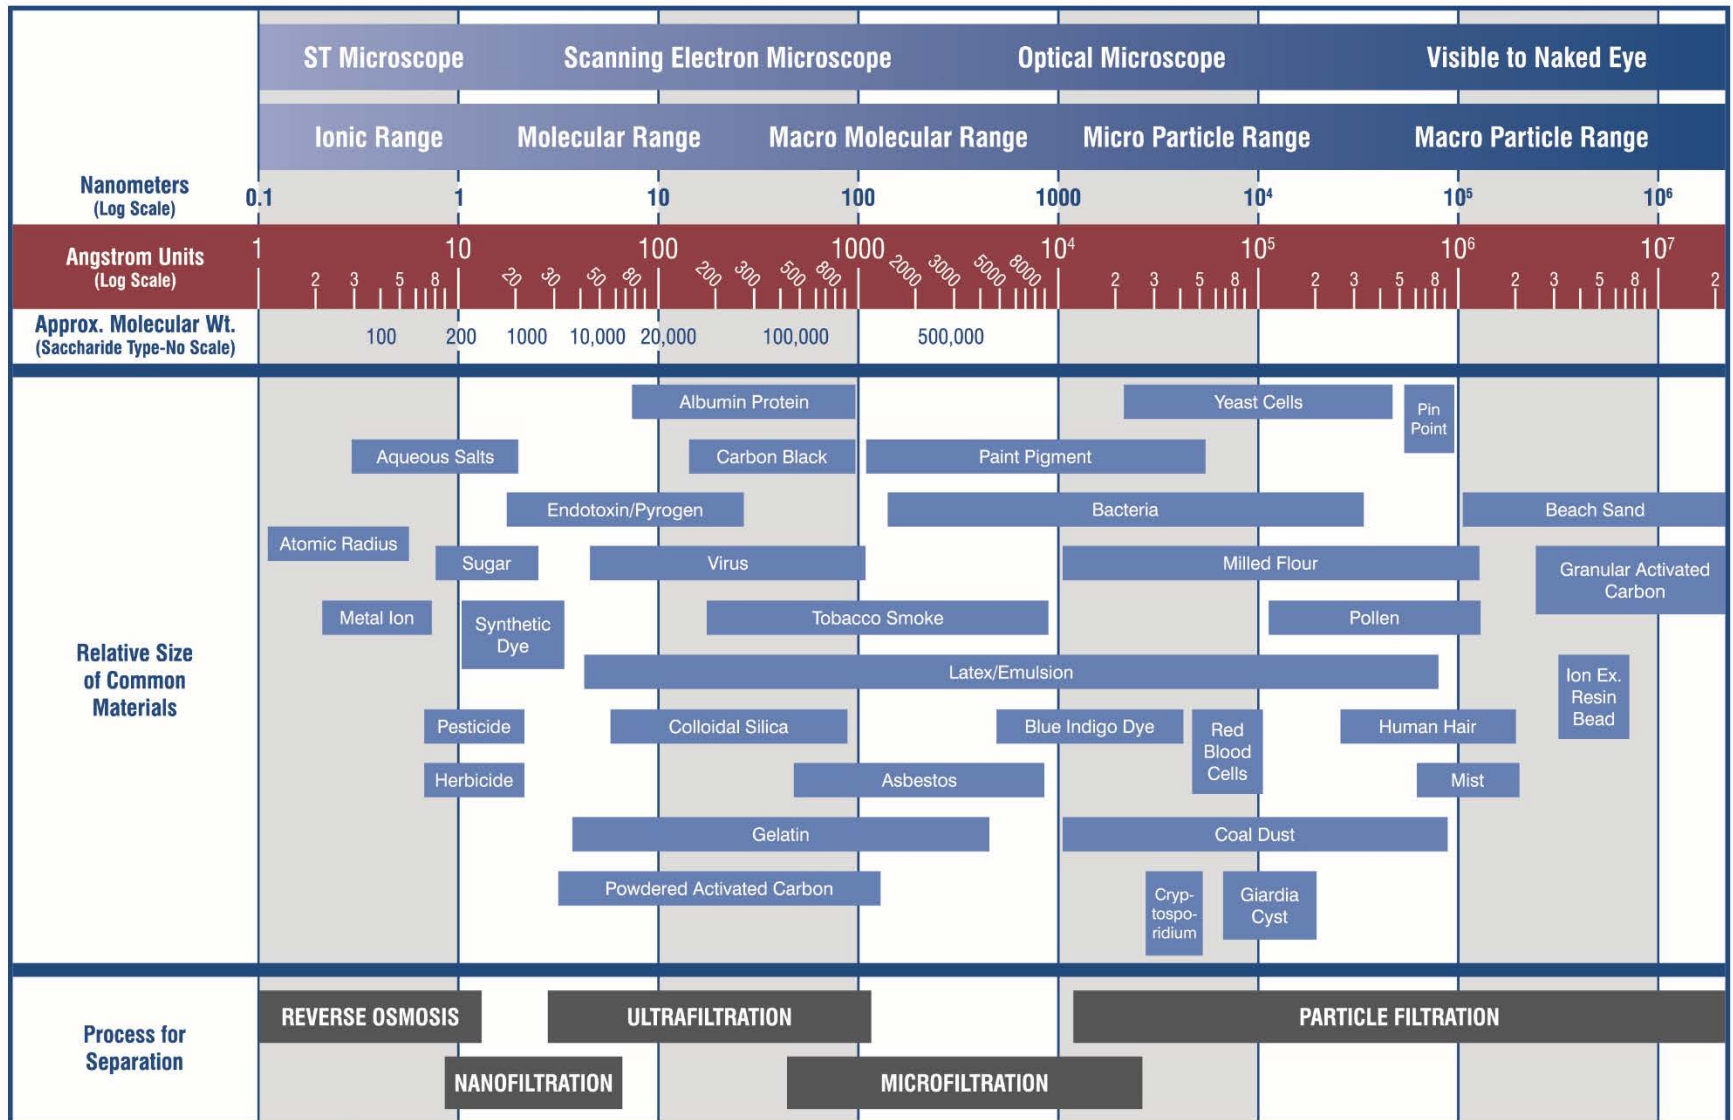 ST Microscope Scanning Electron Microscope Optical Microscope Visible to Naked Eye
Ionic Range Molecular Range Macro Molecular Range Micro Particle Range Macro Particle Range
Nanometers
(Log Scale)
0.1 1 10 100 1000 10⁴ 10⁵ 10⁶
Angstrom Units
(Log Scale)
1 10 100 1000 10⁴ 10⁵ 10⁶ 10⁷
2 3 5 8 20 30 50 80 200 300 500 800 2000 3000 5000 8000 2 3 5 8 2 3 5 8 2 3 5 8 2
Approx. Molecular Wt.
(Saccharide Type-No Scale)
100 200 1000 10,000 20,000 100,000 500,000
Relative Size
of Common
Materials
Albumin Protein
Yeast Cells
Pin
Point
Aqueous Salts
Carbon Black
Paint Pigment
Endotoxin/Pyrogen
Bacteria
Beach Sand
Atomic Radius
Sugar
Virus
Milled Flour
Granular Activated
Carbon
Metal Ion
Synthetic
Dye
Tobacco Smoke
Pollen
Latex/Emulsion
Ion Ex.
Resin
Bead
Pesticide
Colloidal Silica
Blue Indigo Dye
Red
Blood
Cells
Human Hair
Herbicide
Asbestos
Mist
Gelatin
Coal Dust
Powdered Activated Carbon
Cryp-
tospo-
ridium
Giardia
Cyst
Process for
Separation
REVERSE OSMOSIS
ULTRAFILTRATION
PARTICLE FILTRATION
NANOFILTRATION
MICROFILTRATION